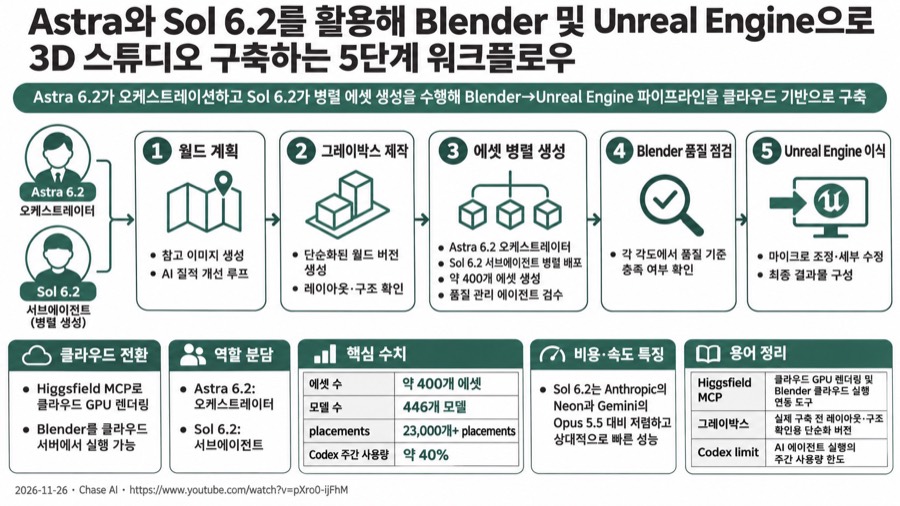 Astra와 Sol 6.2를 활용해 Blender 및 Unreal Engine으로
3D 스튜디오 구축하는 5단계 워크플로우
Astra 6.2가 오케스트레이션하고 Sol 6.2가 병렬 에셋 생성을 수행해 Blender→Unreal Engine 파이프라인을 클라우드 기반으로 구축
Astra 6.2
오케스트레이터
Sol 6.2
서브에이전트
(병렬 생성)
1 월드 계획
• 참고 이미지 생성
• AI 질적 개선 루프
2 그레이박스 제작
• 단순화된 월드 버전
생성
• 레이아웃·구조 확인
3 에셋 병렬 생성
• Astra 6.2 오케스트레이터
• Sol 6.2 서브에이전트 병렬 배포
• 약 400개 에셋 생성
• 품질 관리 에이전트 검수
4 Blender 품질 점검
• 각 각도에서 품질 기준
충족 여부 확인
5 Unreal Engine 이식
• 마이크로 조정·세부 수정
• 최종 결과물 구성
클라우드 전환
• Higgsfield MCP로
클라우드 GPU 렌더링
• Blender를 클라우드
서버에서 실행 가능
역할 분담
• Astra 6.2:
오케스트레이터
• Sol 6.2:
서브에이전트
핵심 수치
에셋 수 약 400개 에셋
모델 수 446개 모델
placements 23,000개+ placements
Codex 주간 사용량 약 40%
비용·속도 특징
• Sol 6.2는 Anthropic의
Neon과 Gemini의
Opus 5.5 대비 저렴하고
상대적으로 빠른 성능
용어 정리
Higgsfield MCP 클라우드 GPU 렌더링 및
Blender 클라우드 실행
연동 도구
그레이박스 실제 구축 전 레이아웃·구조
확인용 단순화 버전
Codex limit AI 에이전트 실행의
주간 사용량 한도
2026-11-26 • Chase AI • https://www.youtube.com/watch?v=pXro0-ijFhM